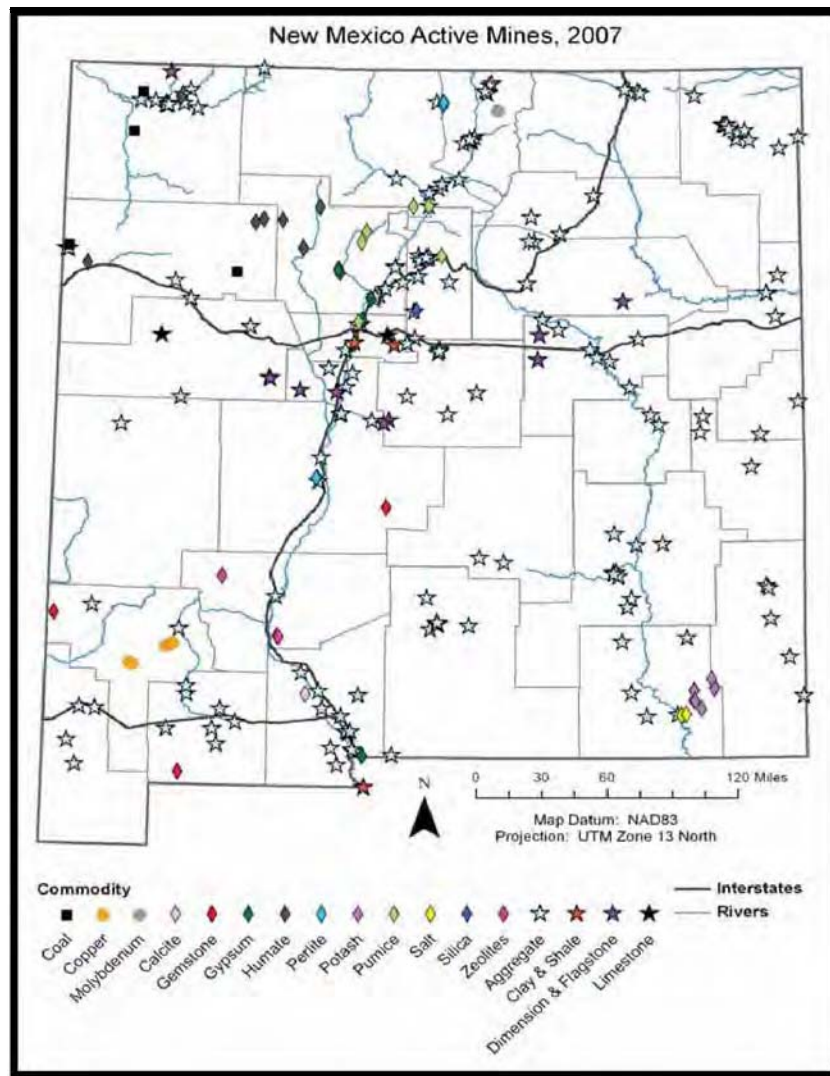 New Mexico Active Mines, 2007
N
0 30 60 120 Miles
Map Datum: NAD83
Projection: UTM Zone 13 North
Commodity
Interstates
Rivers
Coal
Copper
Molybdenum
Calcite
Gemstone
Gypsum
Humate
Perlite
Potash
Pumice
Salt
Silica
Zeolites
Aggregate
Clay & Shale
Dimension & Flagstone
Limestone